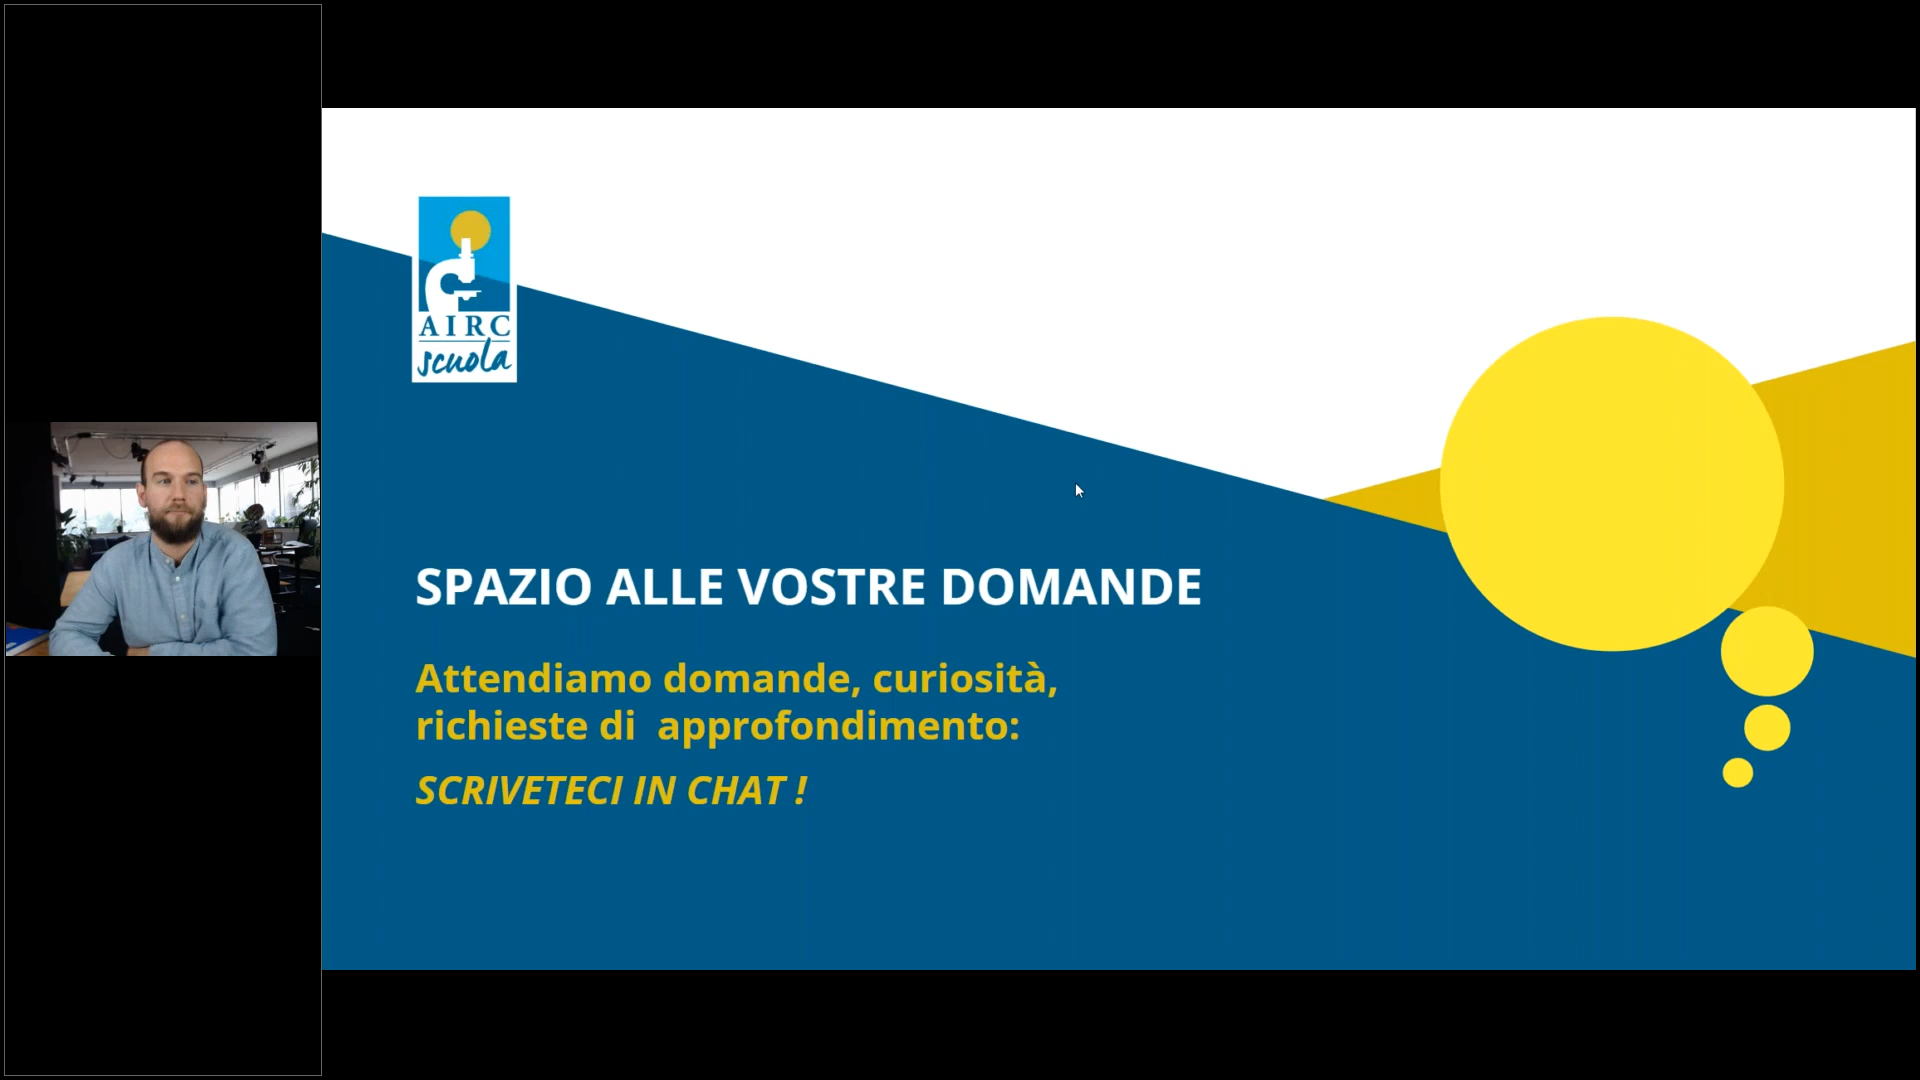 AIRC
scuola
SPAZIO ALLE VOSTRE DOMANDE
Attendiamo domande, curiosità,
richieste di  approfondimento:
SCRIVETECI IN CHAT !